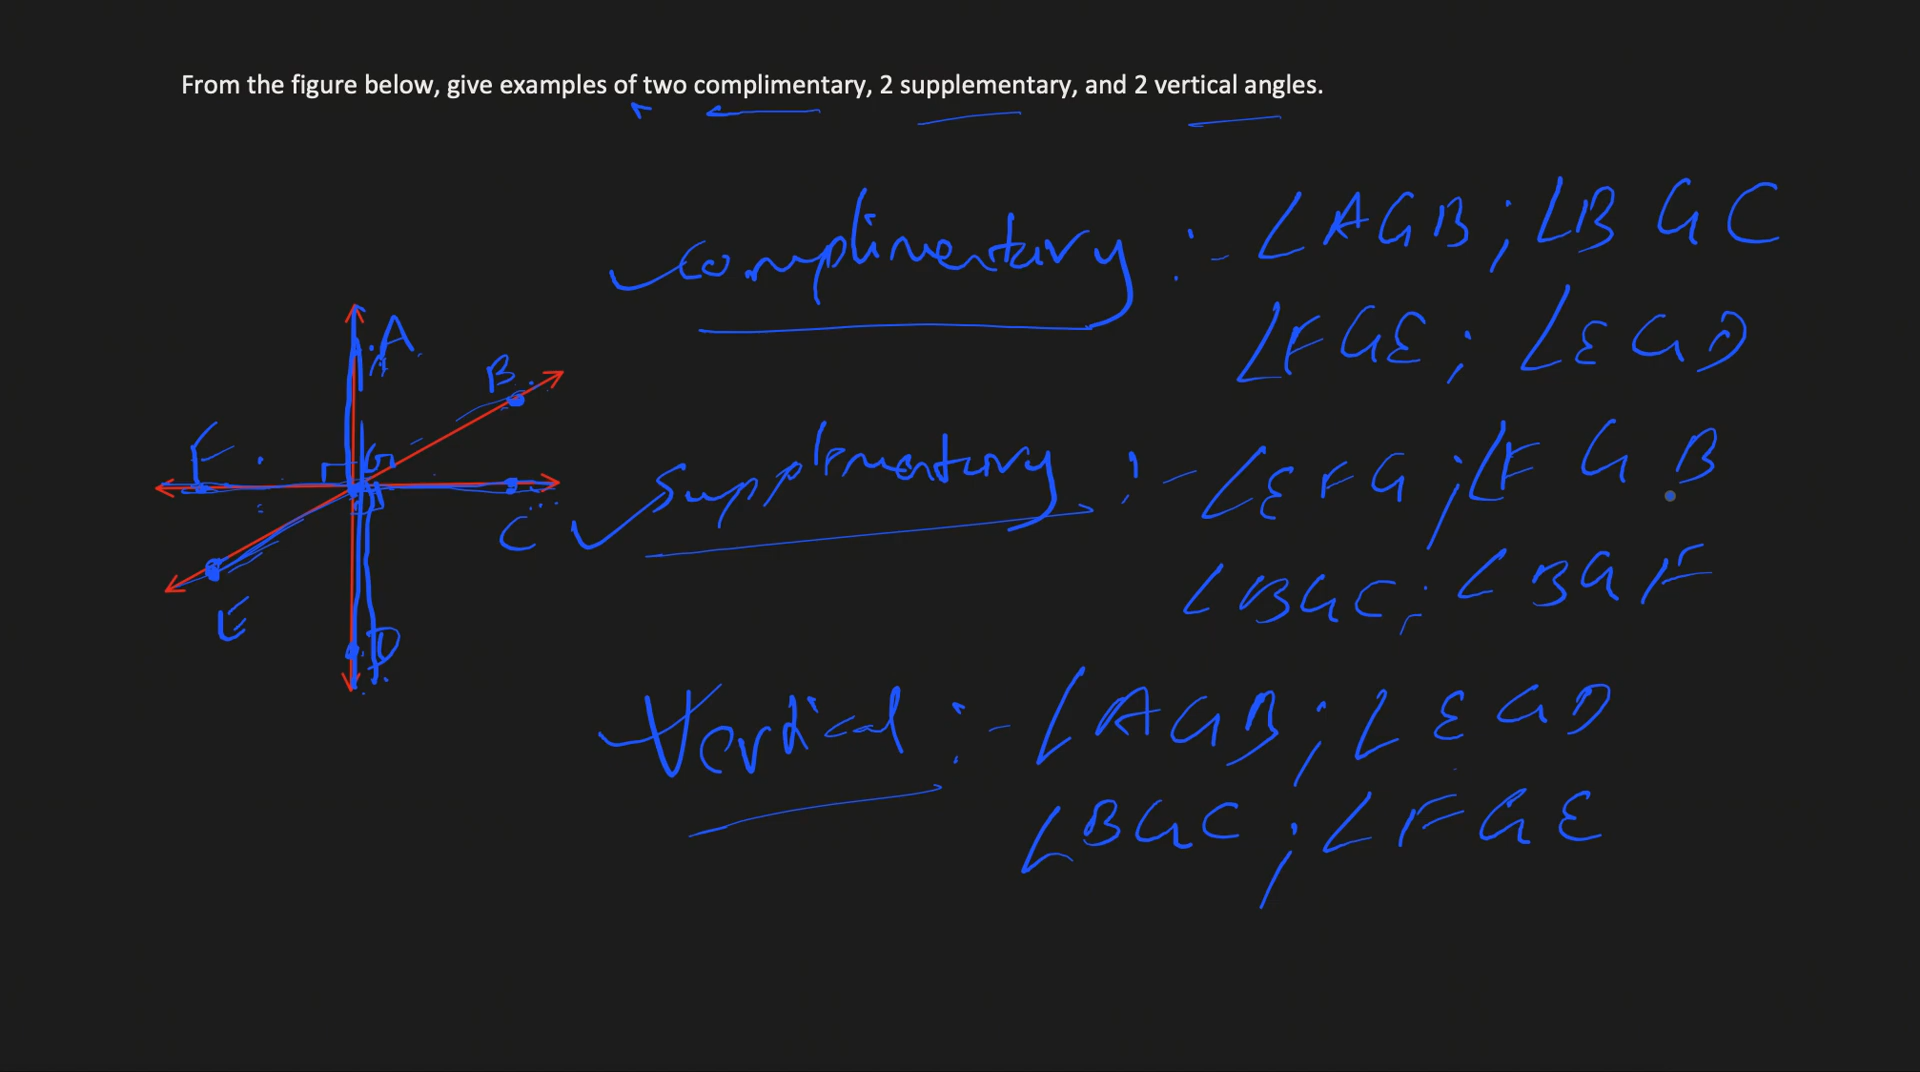 From the figure below, give examples of two complimentary, 2 supplementary, and 2 vertical angles.
complimentary :- ∠AGB ; ∠BGC
∠FGE ; ∠EGD
A
B
F
G
C
E
D
supplementary :- ∠EFG ; ∠FGB
∠BGC ; ∠BGF
Vertical :- ∠AGB ; ∠EGD
∠BGC ; ∠FGE